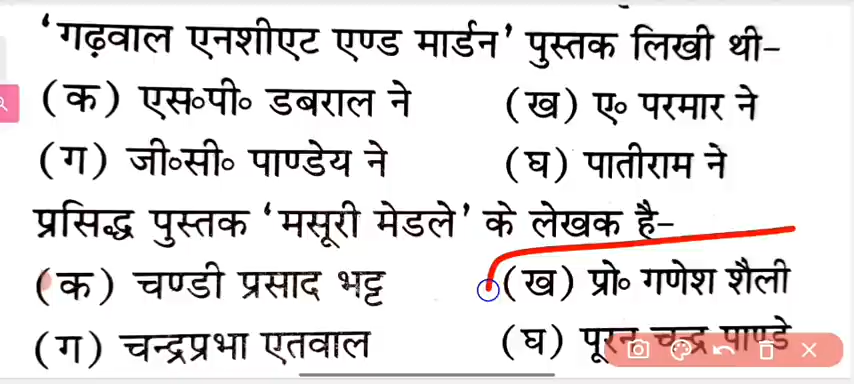 ‘गढ़वाल एनशीएट एण्ड मार्डन’ पुस्तक लिखी थी–
(क) एस०पी० डबराल ने (ख) ए० परमार ने
(ग) जी०सी० पाण्डेय ने (घ) पातीराम ने
प्रसिद्ध पुस्तक ‘मसूरी मेडले’ के लेखक है–
(क) चण्डी प्रसाद भट्ट (ख) प्रो० गणेश शैली
(ग) चन्द्रप्रभा एतवाल (घ) पूरन चन्द्र पाण्डे